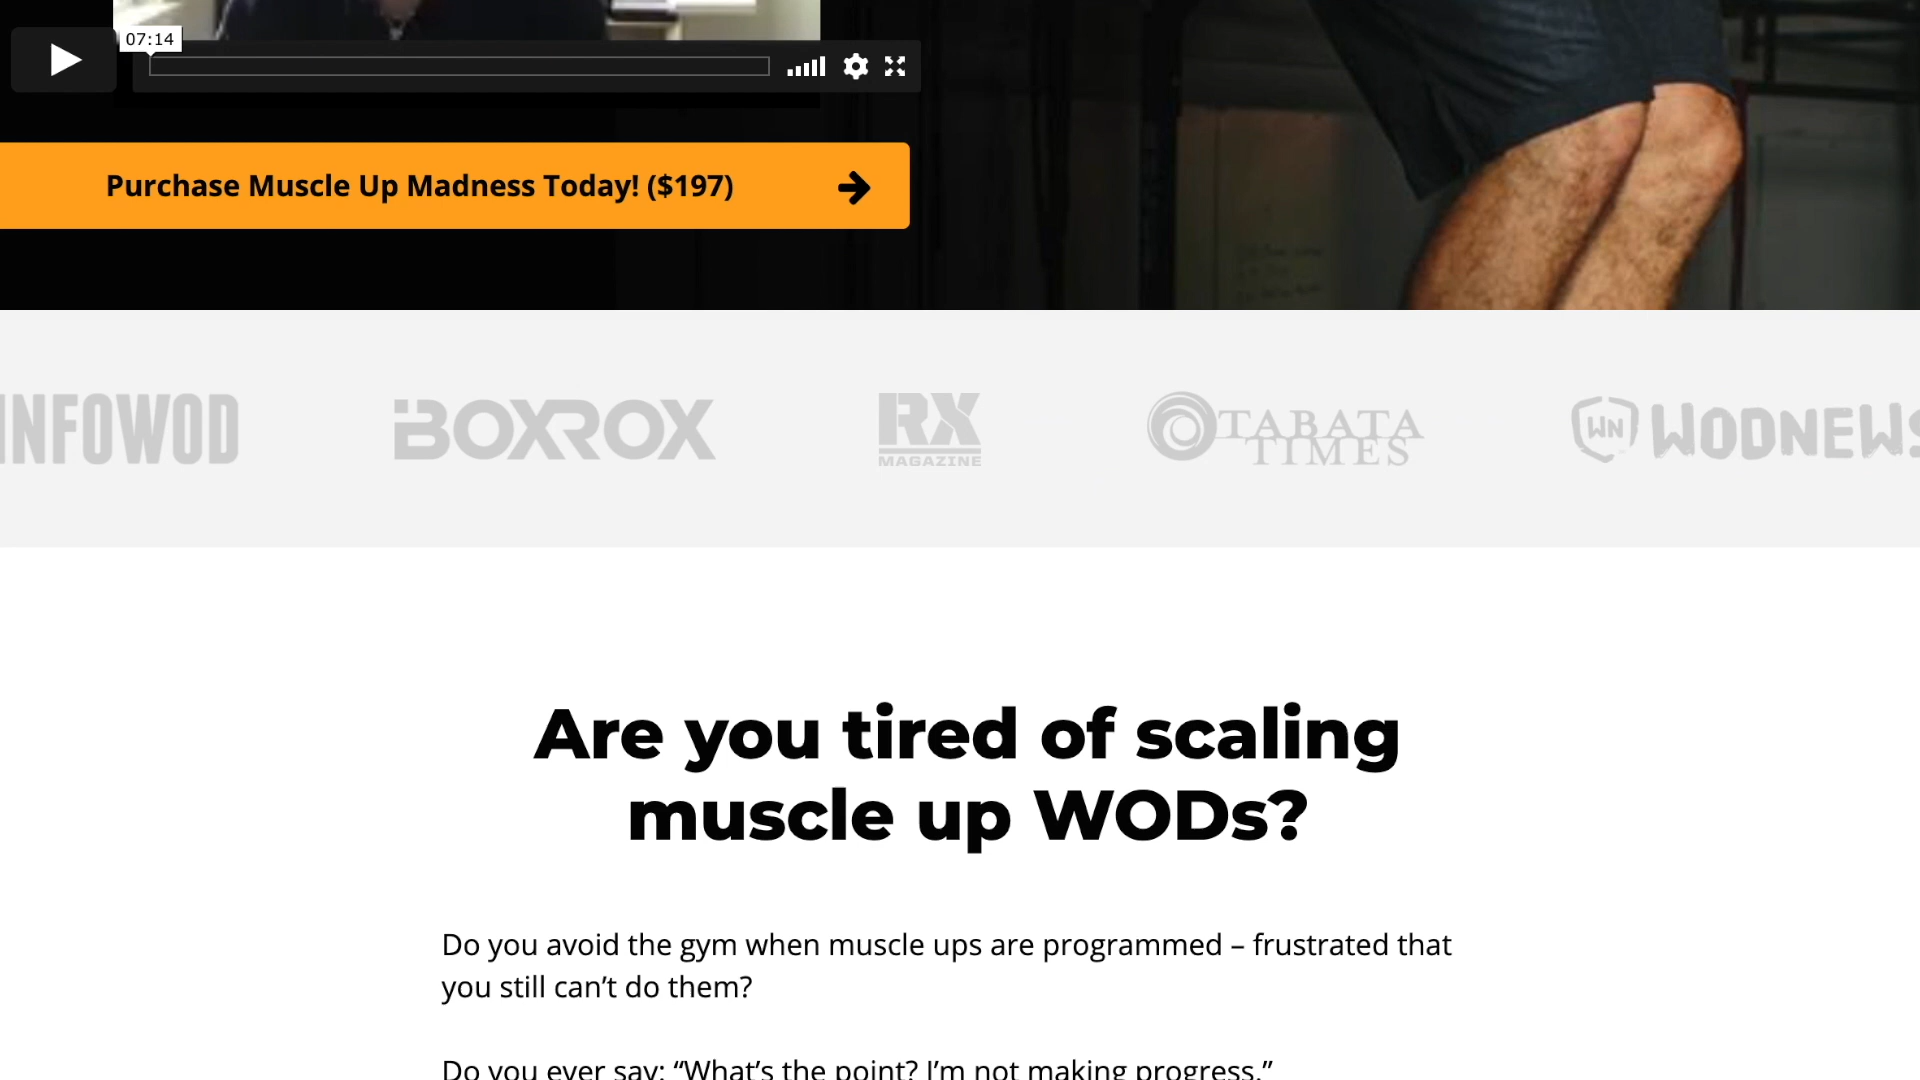 07:14
Purchase Muscle Up Madness Today! ($197)
INFOWOD
BOXROX
RX
MAGAZINE
TABATA
TIMES
WN
WODNEWS
Are you tired of scaling
muscle up WODs?
Do you avoid the gym when muscle ups are programmed – frustrated that
you still can’t do them?
Do you ever say: “What’s the point? I’m not making progress.”